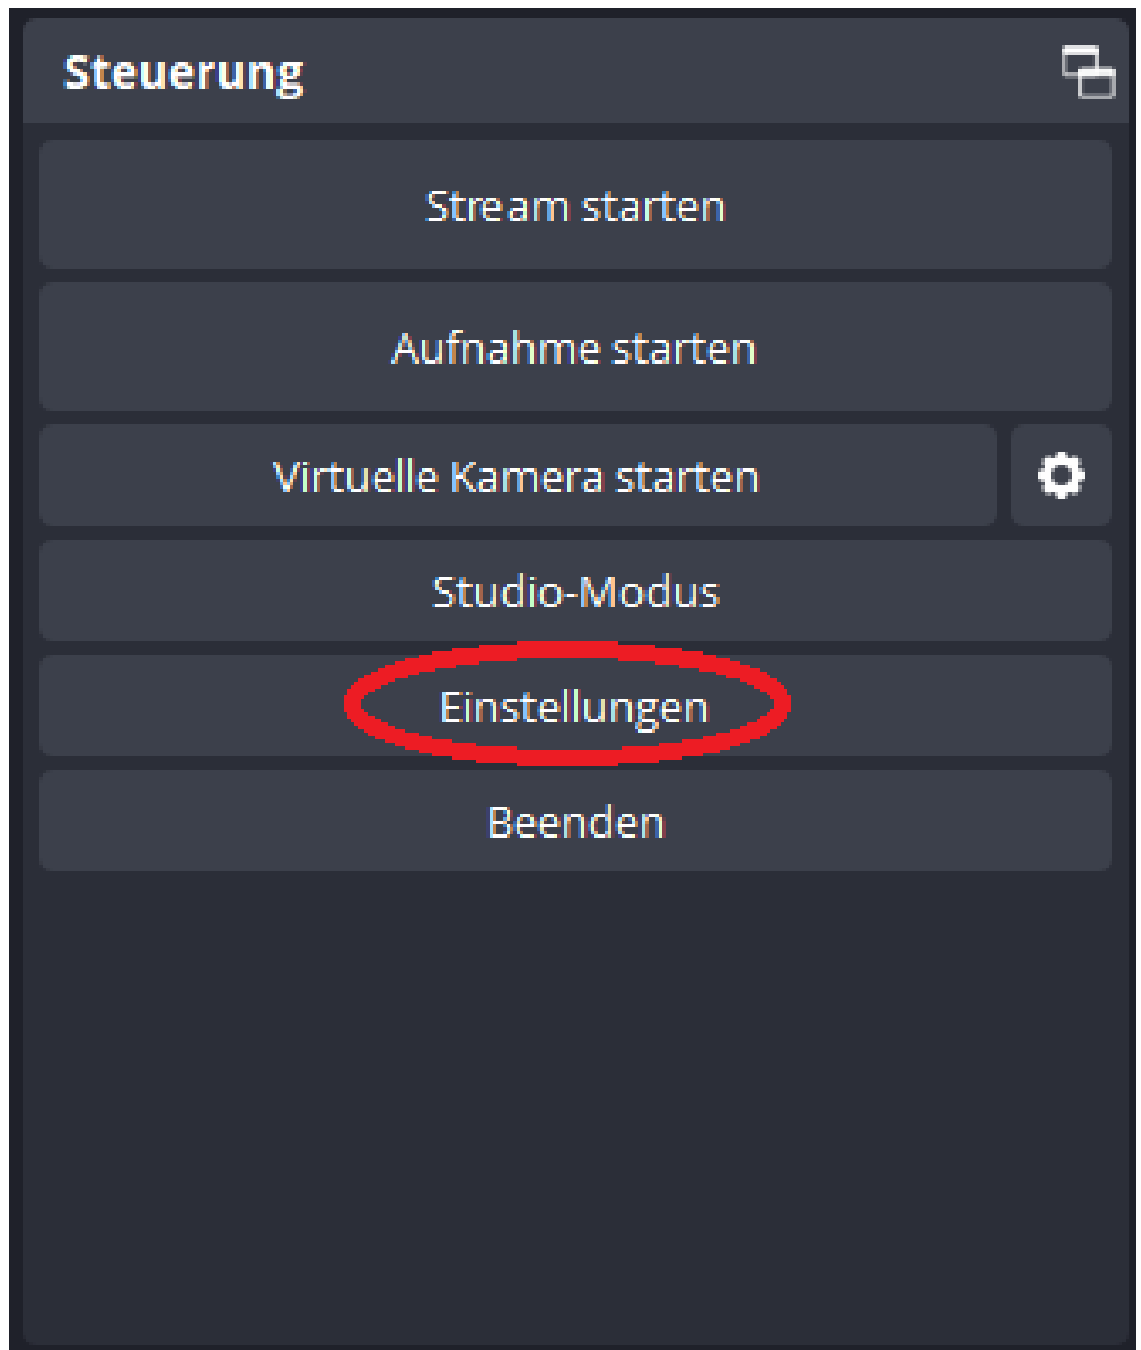 Steuerung
Stream starten
Aufnahme starten
Virtuelle Kamera starten
Studio-Modus
Einstellungen
Beenden